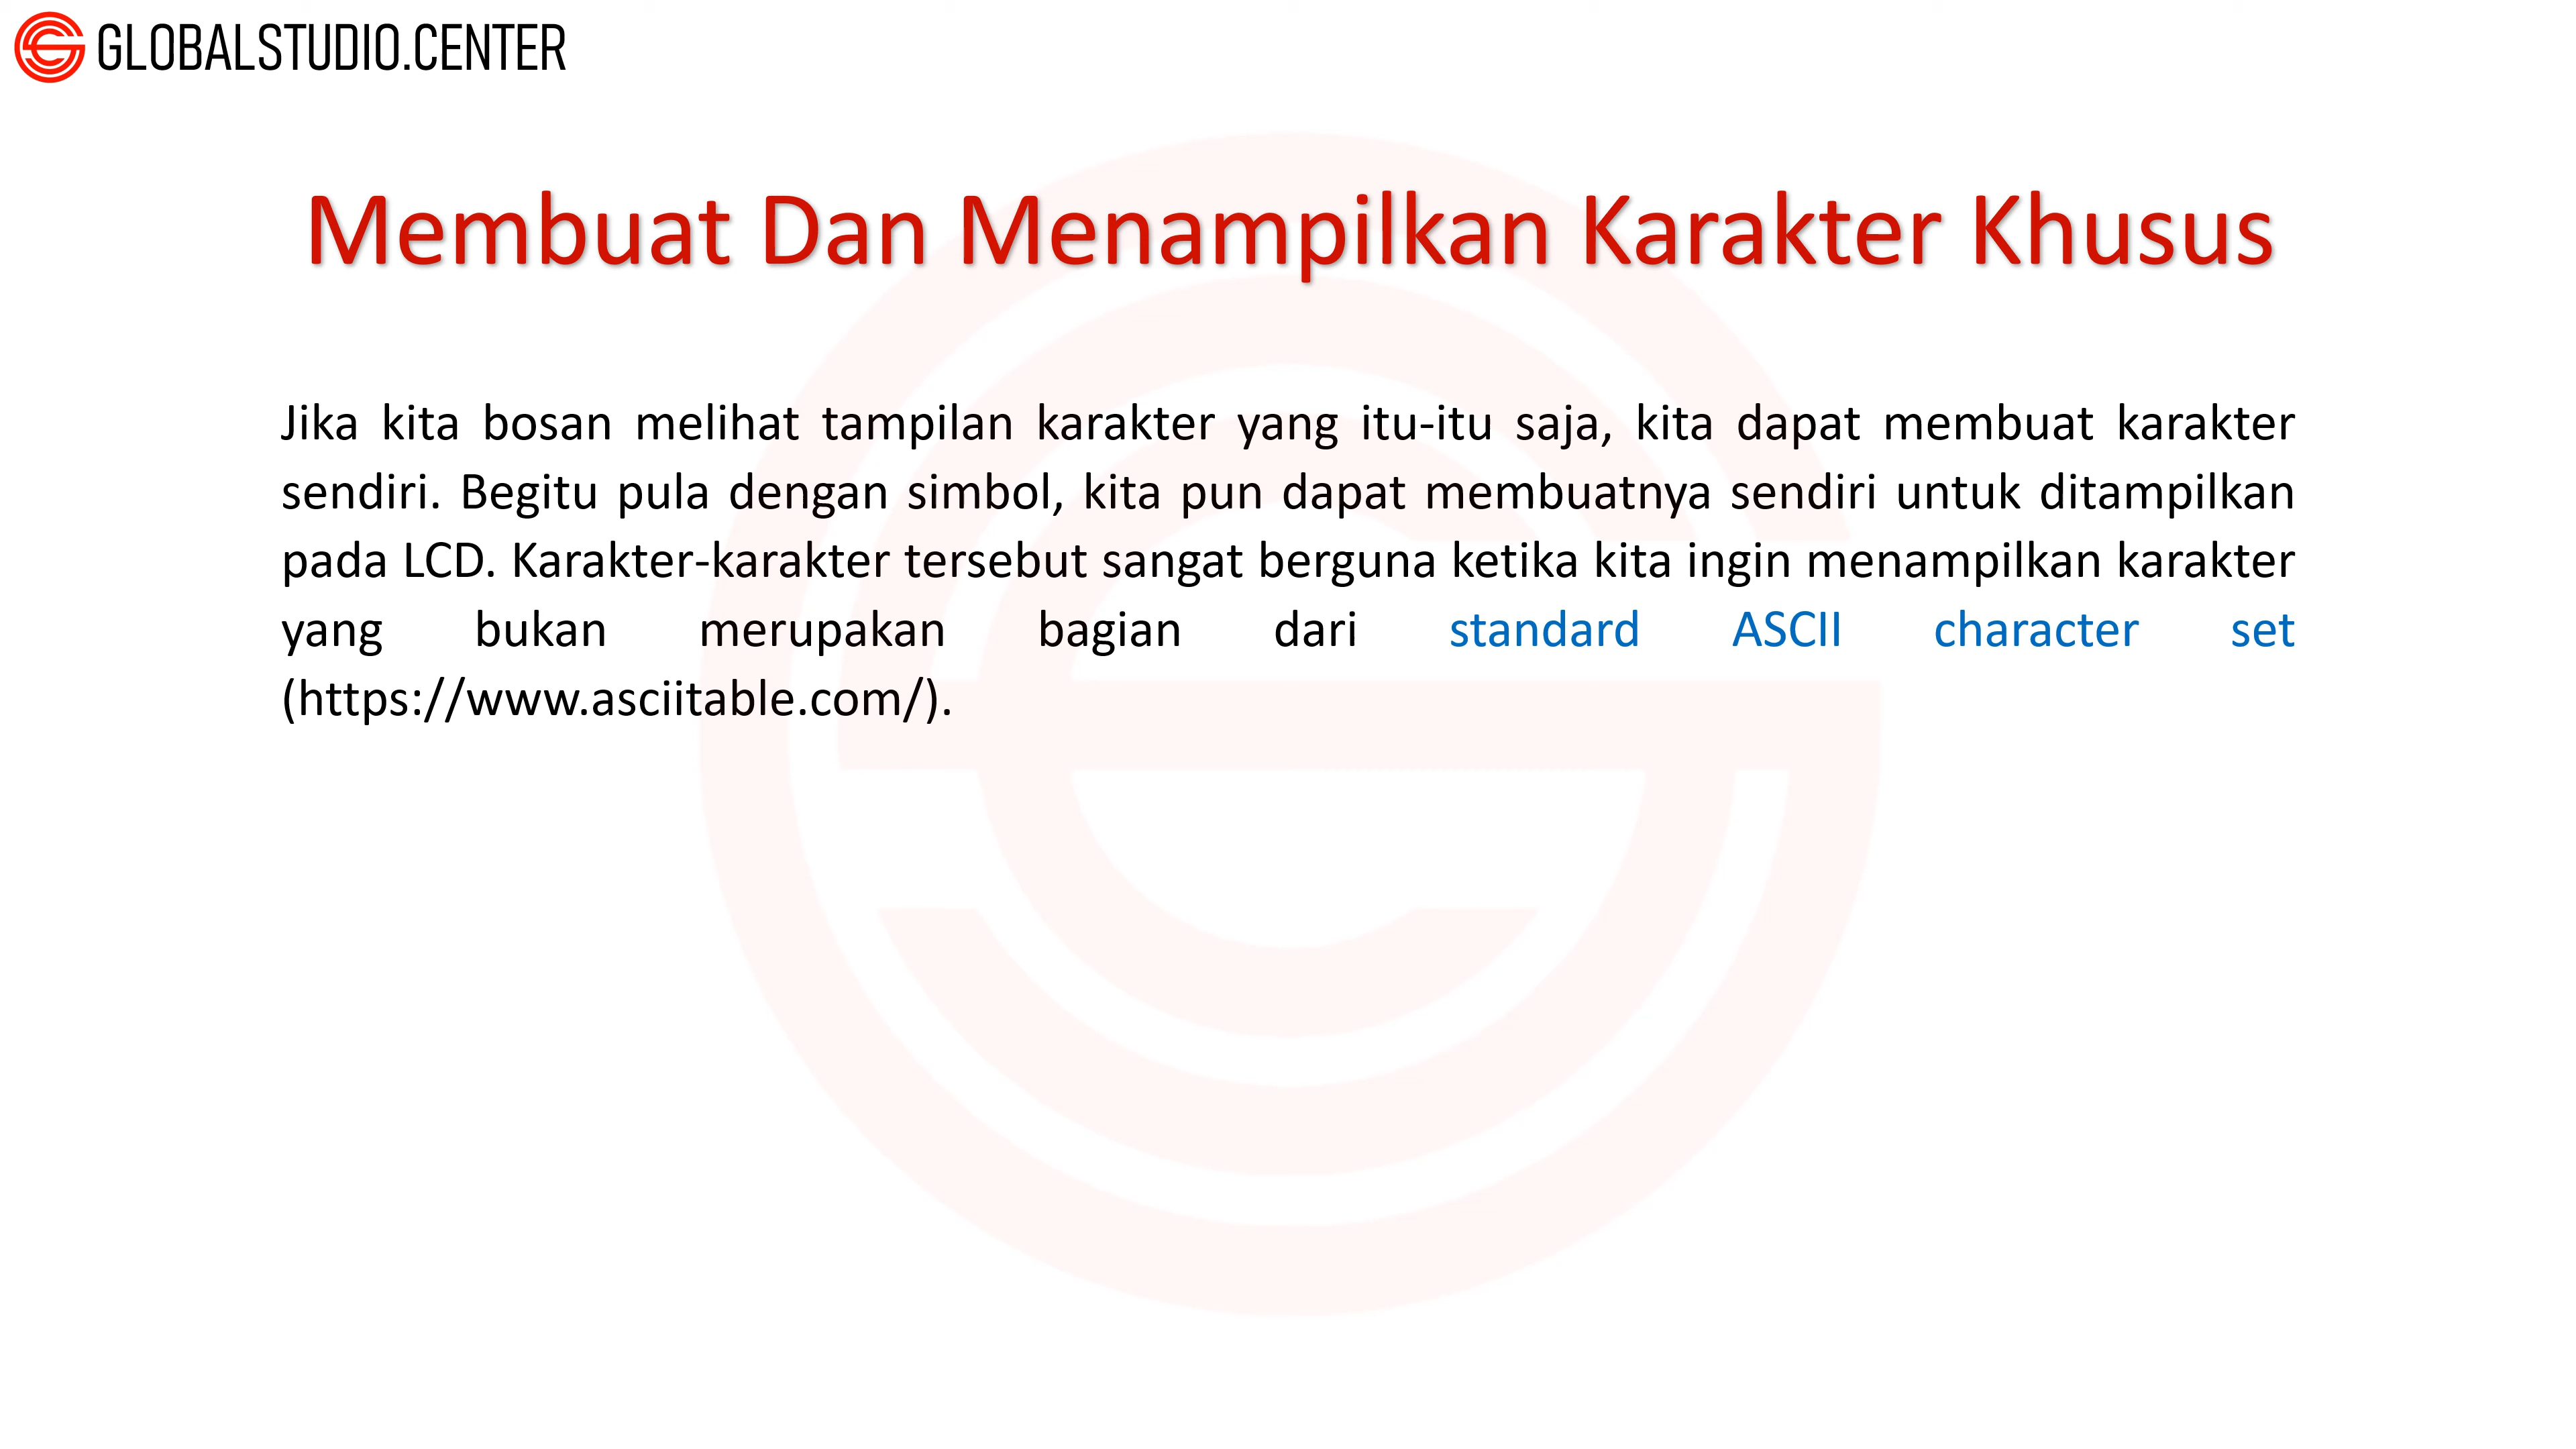 GLOBALSTUDIO.CENTER
Membuat Dan Menampilkan Karakter Khusus
Jika kita bosan melihat tampilan karakter yang itu-itu saja, kita dapat membuat karakter
sendiri. Begitu pula dengan simbol, kita pun dapat membuatnya sendiri untuk ditampilkan
pada LCD. Karakter-karakter tersebut sangat berguna ketika kita ingin menampilkan karakter
yang bukan merupakan bagian dari standard ASCII character set
(https://www.asciitable.com/).